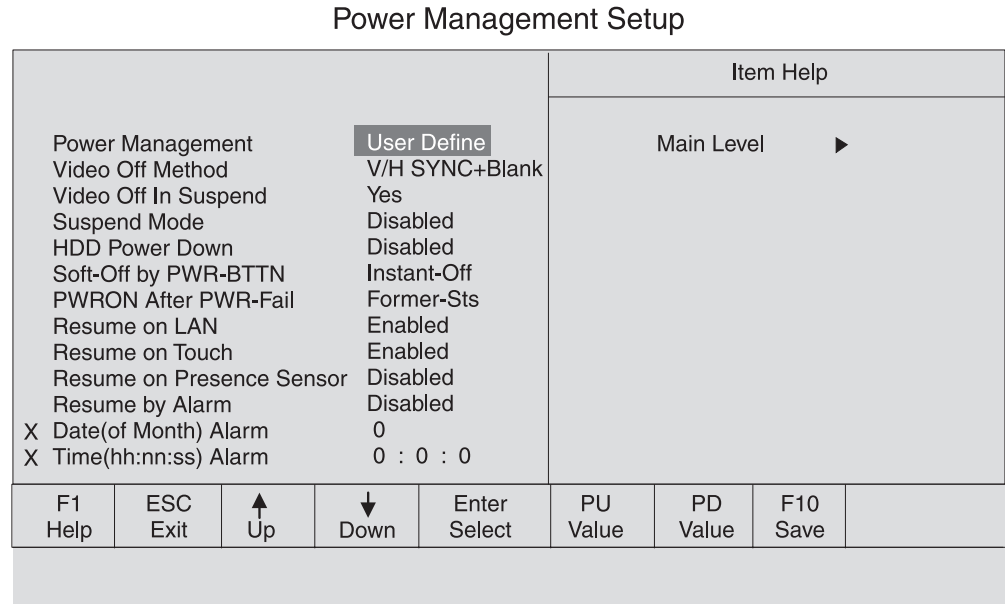 Power Management Setup
Item Help
Main Level
Power Management User Define
Video Off Method V/H SYNC+Blank
Video Off In Suspend Yes
Suspend Mode Disabled
HDD Power Down Disabled
Soft-Off by PWR-BTTN Instant-Off
PWRON After PWR-Fail Former-Sts
Resume on LAN Enabled
Resume on Touch Enabled
Resume on Presence Sensor Disabled
Resume by Alarm Disabled
X Date(of Month) Alarm 0
X Time(hh:nn:ss) Alarm 0 : 0 : 0
F1 ESC Enter PU PD F10
Help Exit Up Down Select Value Value Save